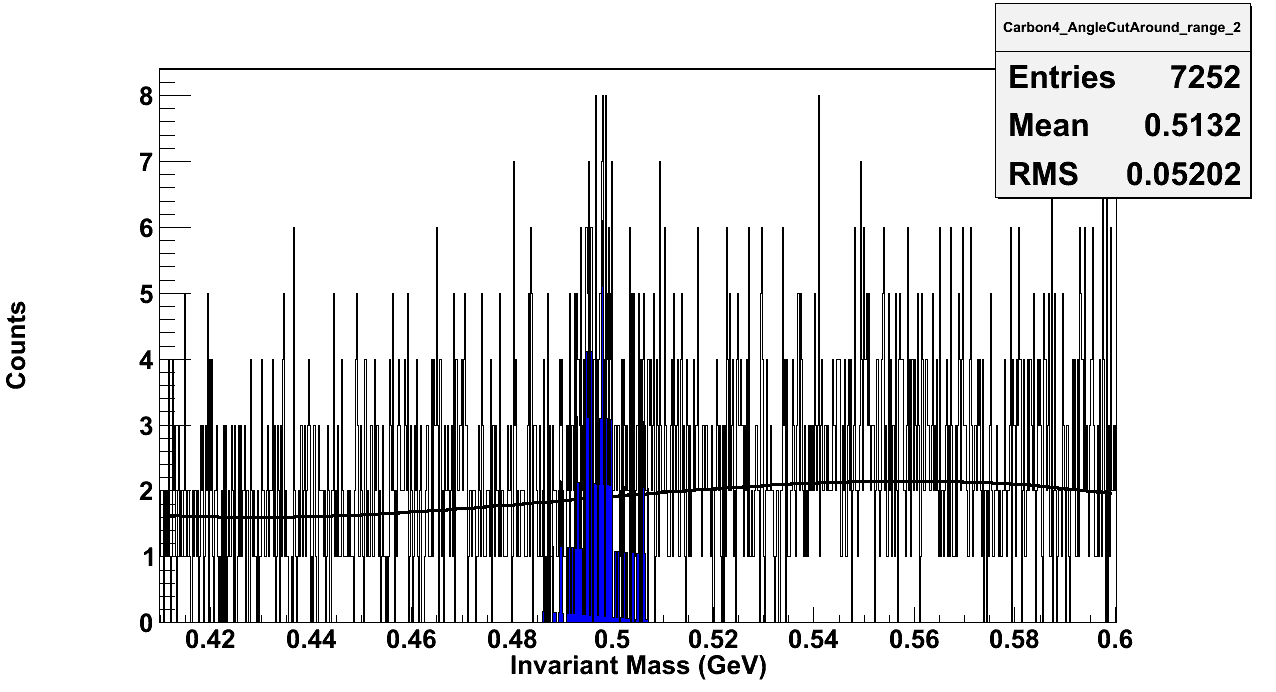 Carbon4_AngleCutAround_range_2
Entries 7252
Mean 0.5132
RMS 0.05202
8
7
6
5
4
3
2
1
0
Counts
0.42 0.44 0.46 0.48 0.5 0.52 0.54 0.56 0.58 0.6
Invariant Mass (GeV)